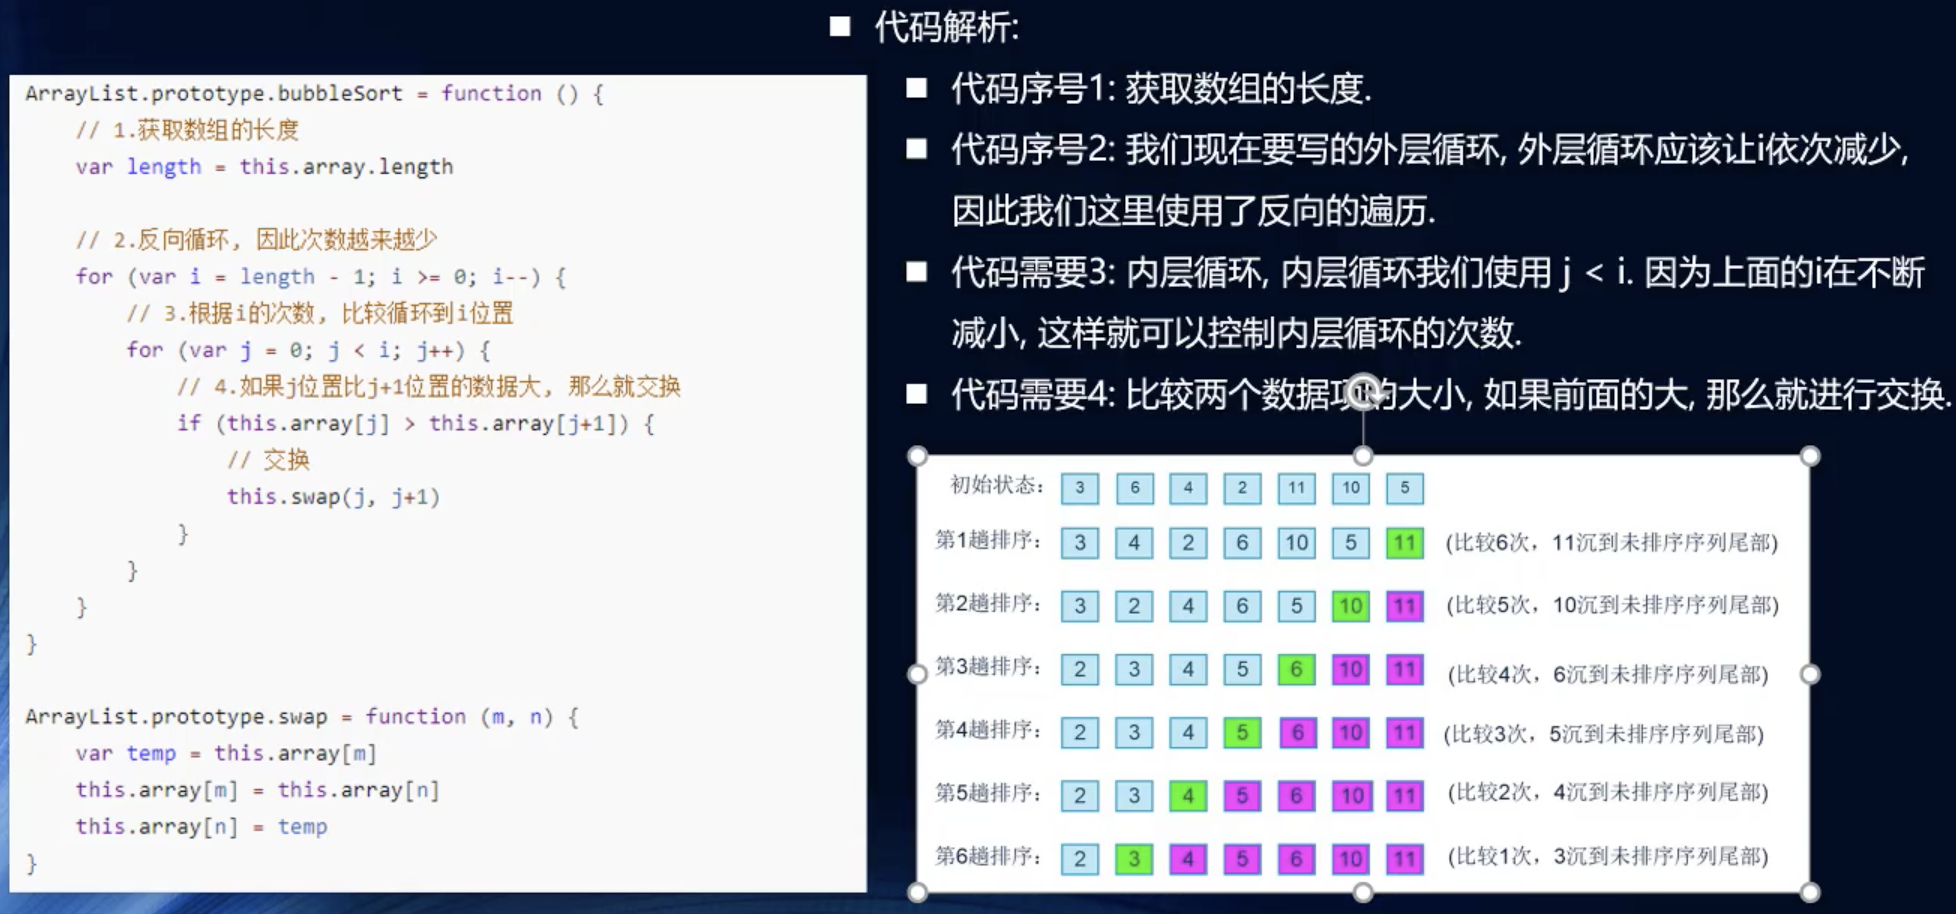 ArrayList.prototype.bubbleSort = function () {
// 1.获取数组的长度
var length = this.array.length
// 2.反向循环, 因此次数越来越少
for (var i = length - 1; i >= 0; i--) {
// 3.根据i的次数, 比较循环到i位置
for (var j = 0; j < i; j++) {
// 4.如果j位置比j+1位置的数据大, 那么就交换
if (this.array[j] > this.array[j+1]) {
// 交换
this.swap(j, j+1)
}
}
}
}
ArrayList.prototype.swap = function (m, n) {
var temp = this.array[m]
this.array[m] = this.array[n]
this.array[n] = temp
}
代码解析:
代码序号1: 获取数组的长度.
代码序号2: 我们现在要写的外层循环, 外层循环应该让i依次减少,
因此我们这里使用了反向的遍历.
代码需要3: 内层循环, 内层循环我们使用 j < i. 因为上面的i在不断
减小, 这样就可以控制内层循环的次数.
代码需要4: 比较两个数据项的大小, 如果前面的大, 那么就进行交换.
初始状态: 3 6 4 2 11 10 5
第1趟排序: 3 4 2 6 10 5 11 (比较6次, 11沉到未排序序列尾部)
第2趟排序: 3 2 4 6 5 10 11 (比较5次, 10沉到未排序序列尾部)
第3趟排序: 2 3 4 5 6 10 11 (比较4次, 6沉到未排序序列尾部)
第4趟排序: 2 3 4 5 6 10 11 (比较3次, 5沉到未排序序列尾部)
第5趟排序: 2 3 4 5 6 10 11 (比较2次, 4沉到未排序序列尾部)
第6趟排序: 2 3 4 5 6 10 11 (比较1次, 3沉到未排序序列尾部)